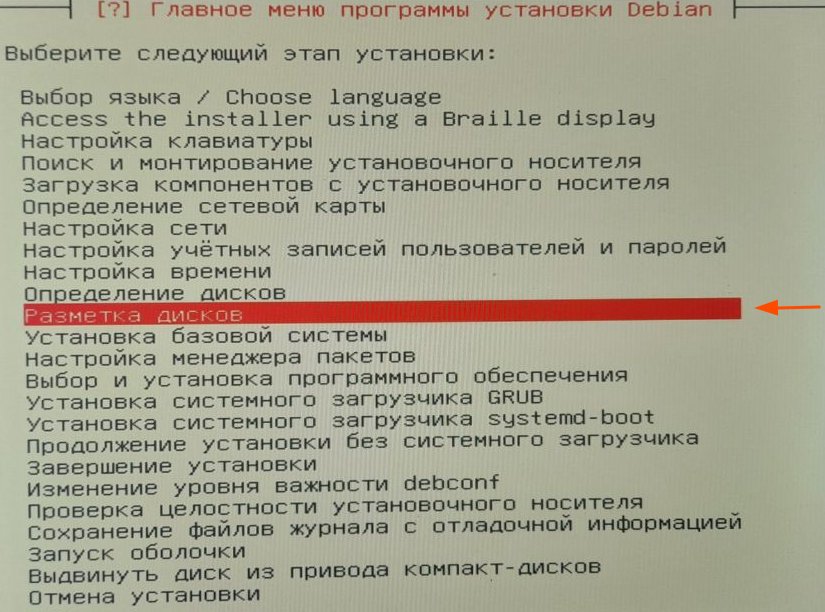 [?] Главное меню программы установки Debian
Выберите следующий этап установки:
Выбор языка / Choose language
Access the installer using a Braille display
Настройка клавиатуры
Поиск и монтирование установочного носителя
Загрузка компонентов с установочного носителя
Определение сетевой карты
Настройка сети
Настройка учётных записей пользователей и паролей
Настройка времени
Определение дисков
Разметка дисков
Установка базовой системы
Настройка менеджера пакетов
Выбор и установка программного обеспечения
Установка системного загрузчика GRUB
Установка системного загрузчика systemd-boot
Продолжение установки без системного загрузчика
Завершение установки
Изменение уровня важности debconf
Проверка целостности установочного носителя
Сохранение файлов журнала с отладочной информацией
Запуск оболочки
Выдвинуть диск из привода компакт-дисков
Отмена установки